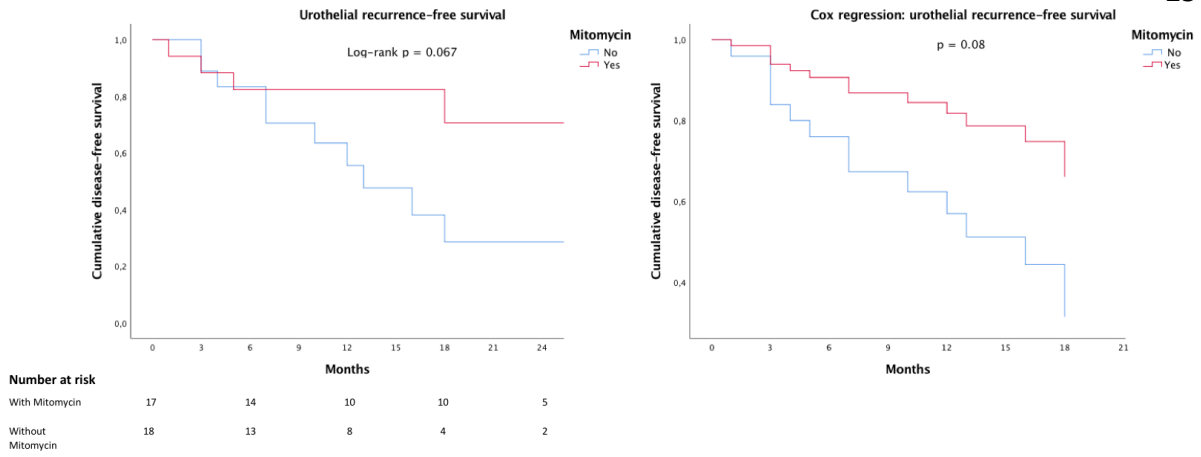 Urothelial recurrence-free survival
Mitomycin
No
Yes
Log-rank p = 0.067
Cumulative disease-free survival
1,0
0,8
0,6
0,4
0,2
0,0
0 3 6 9 12 15 18 21 24
Months
Number at risk
With Mitomycin 17 14 10 10 5
Without 18 13 8 4 2
Mitomycin
Cox regression: urothelial recurrence-free survival
Mitomycin
No
Yes
p = 0.08
Cumulative disease-free survival
1,0
0,8
0,6
0,4
0 3 6 9 12 15 18 21
Months